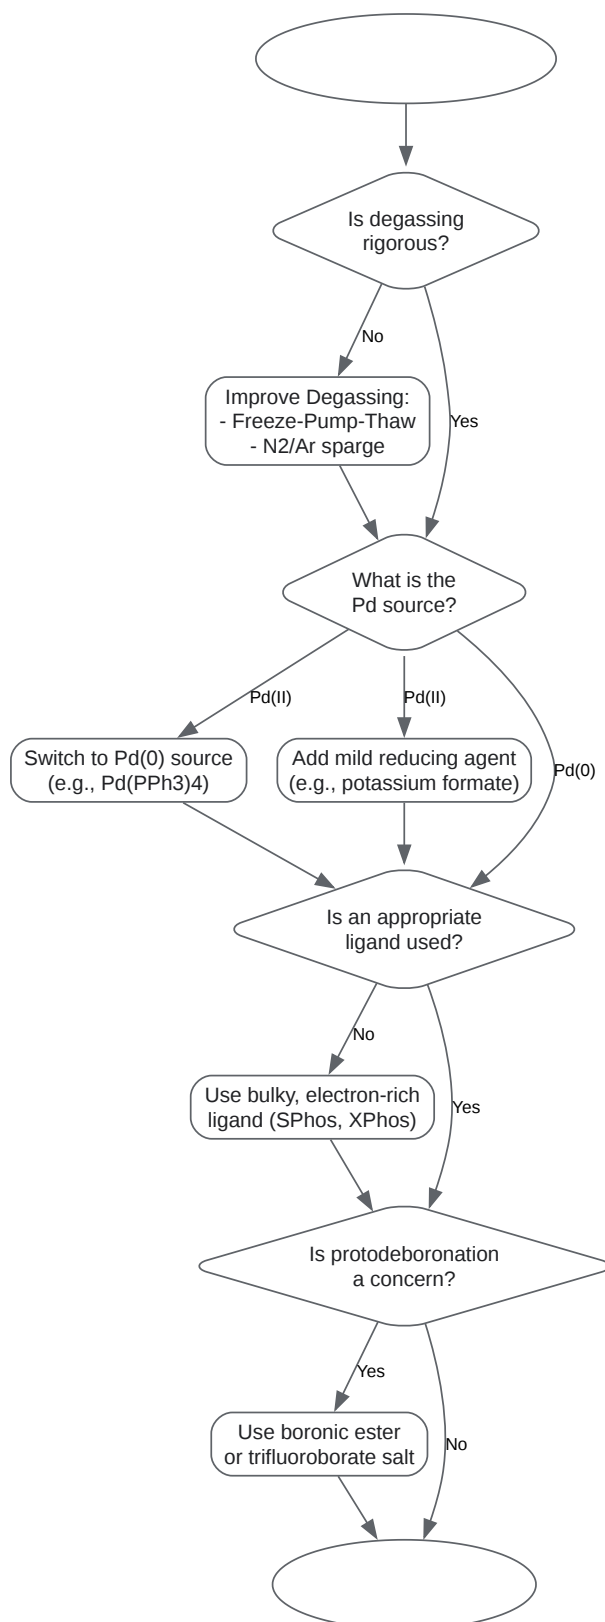 Is degassing
rigorous?
No
Improve Degassing:
- Freeze-Pump-Thaw
- N2/Ar sparge
Yes
What is the
Pd source?
Pd(II)
Pd(II)
Switch to Pd(0) source
(e.g., Pd(PPh3)4)
Add mild reducing agent
(e.g., potassium formate)
Pd(0)
Is an appropriate
ligand used?
No
Use bulky, electron-rich
ligand (SPhos, XPhos)
Yes
Is protodeboronation
a concern?
Yes
Use boronic ester
or trifluoroborate salt
No